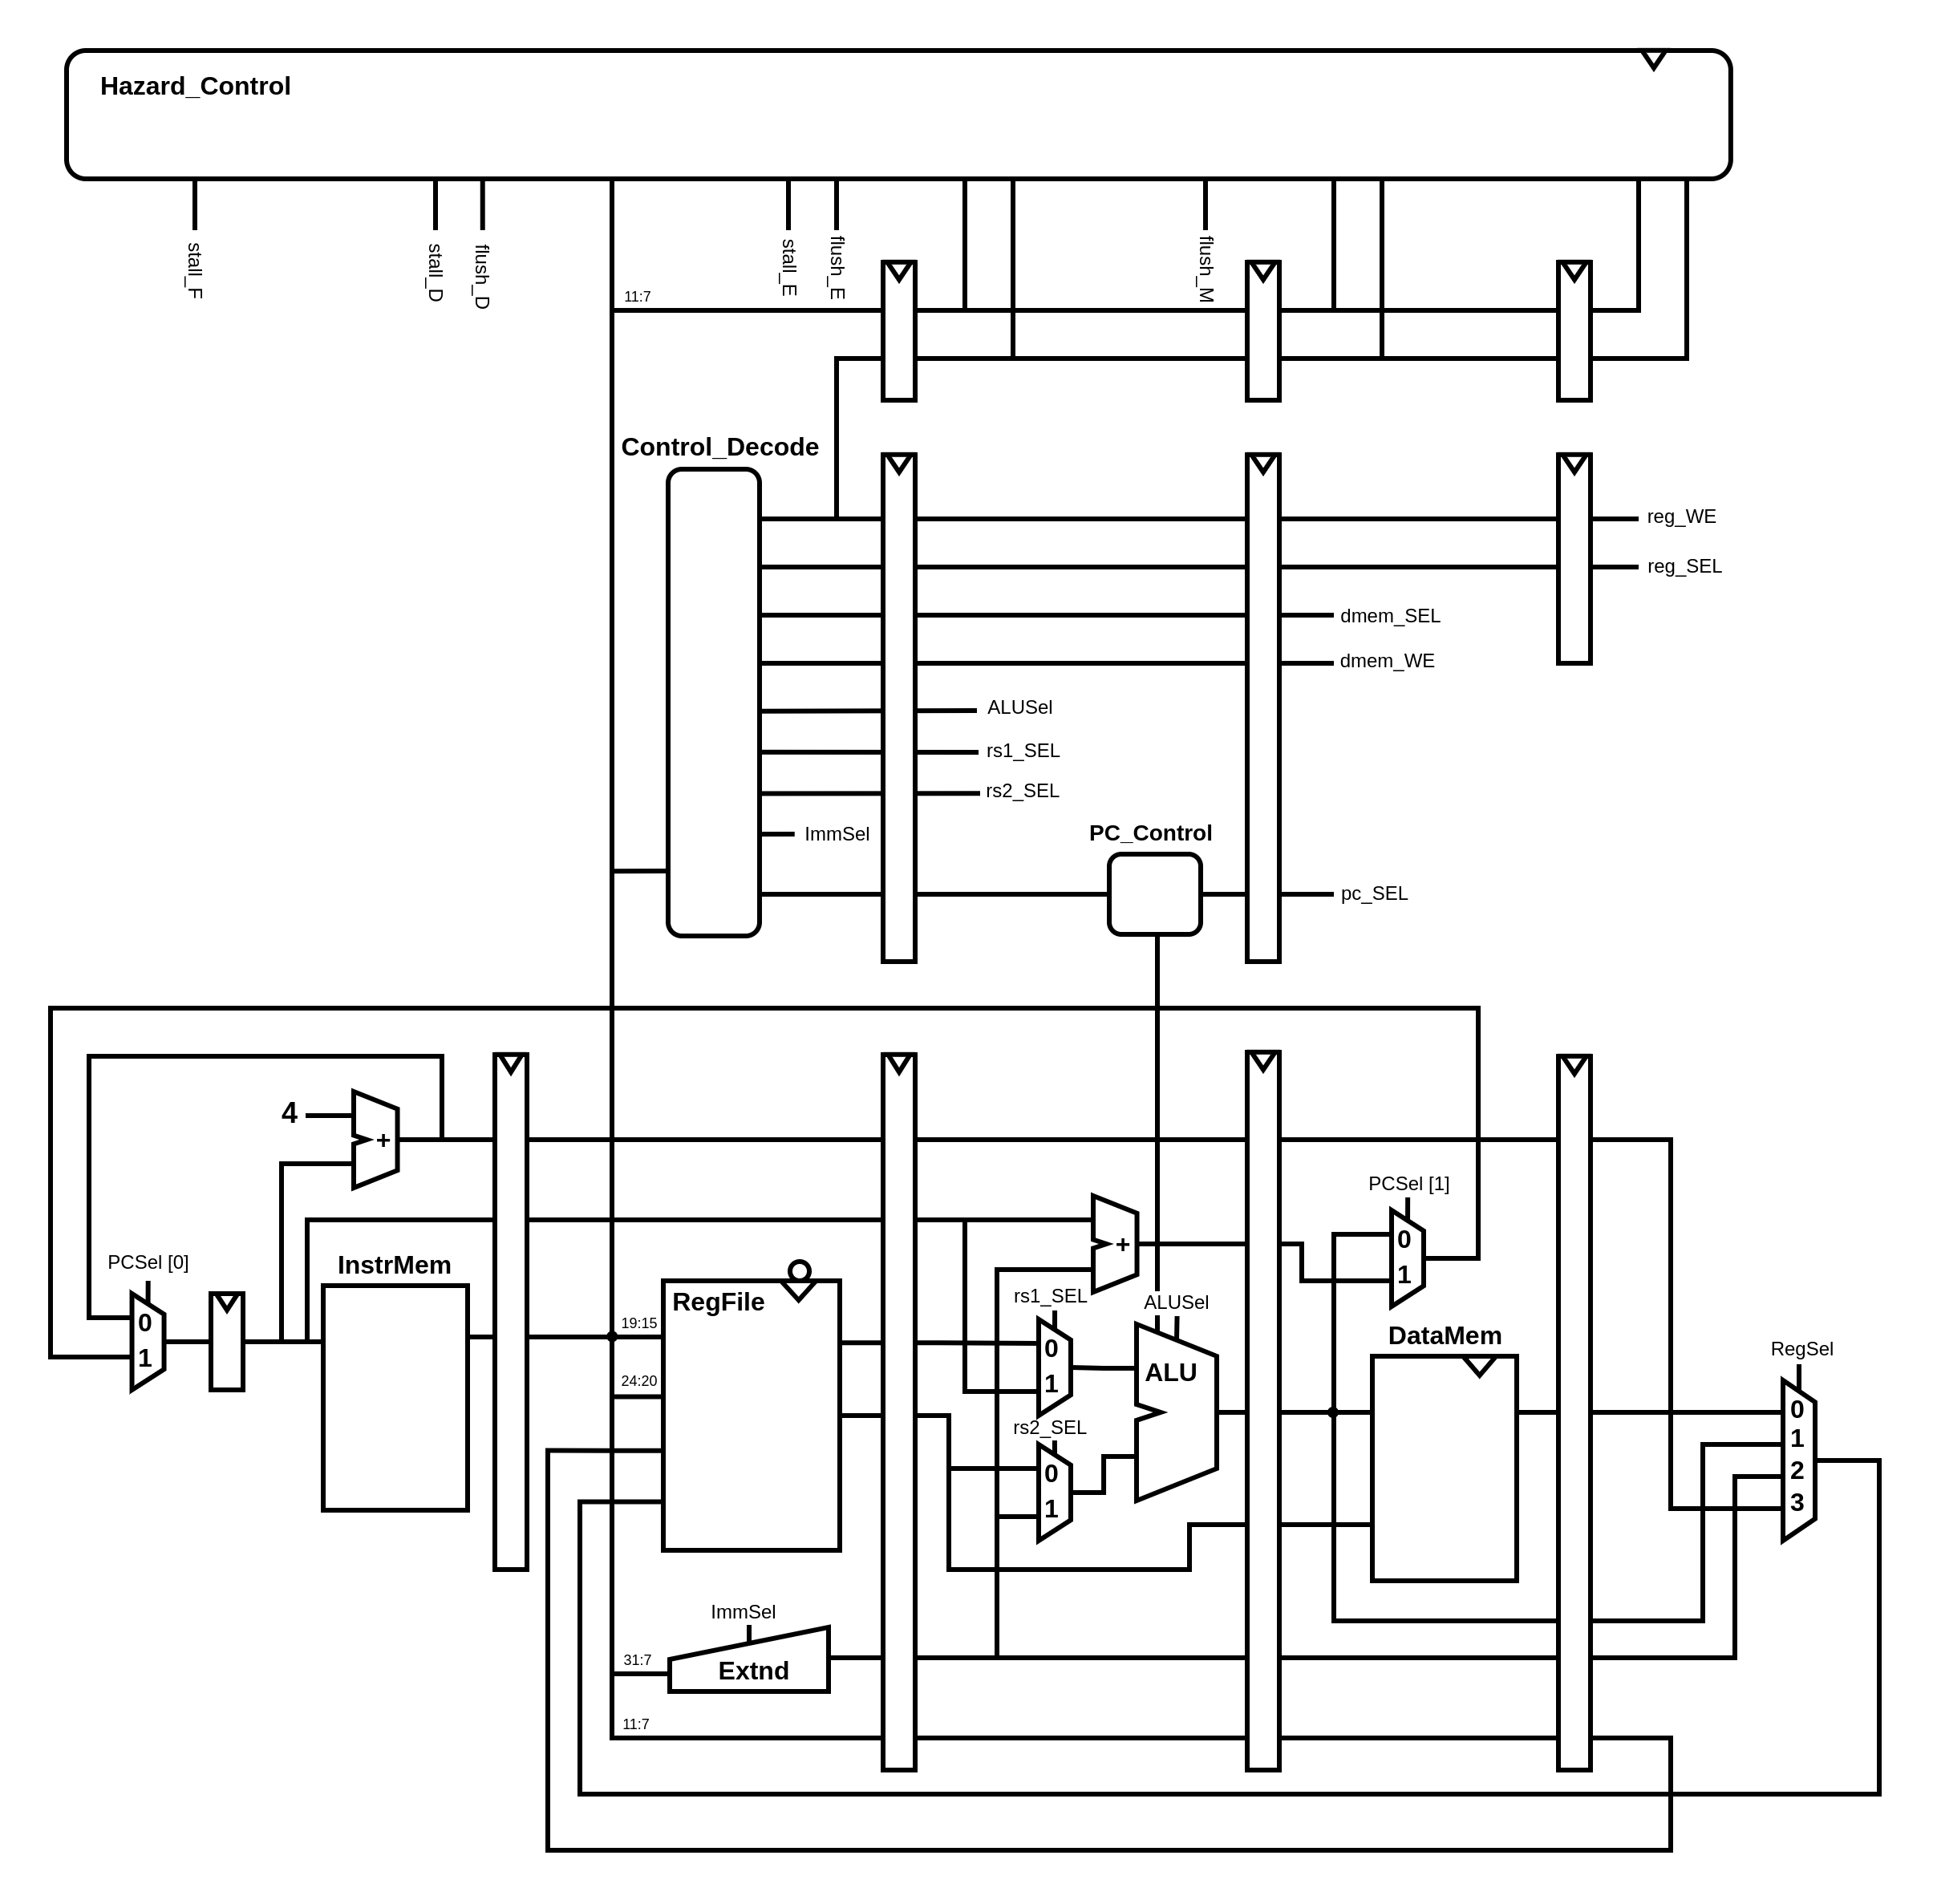 Hazard_Control
stall_F
stall_D
flush_D
stall_E
flush_E
flush_M
11:7
Control_Decode
reg_WE
reg_SEL
dmem_SEL
dmem_WE
ALUSel
rs1_SEL
rs2_SEL
ImmSel
PC_Control
pc_SEL
4
+
PCSel [1]
0
1
+
PCSel [0]
0
1
InstrMem
RegFile
19:15
24:20
rs1_SEL
0
1
ALUSel
ALU
rs2_SEL
0
1
DataMem
RegSel
0
1
2
3
ImmSel
31:7
Extnd
11:7